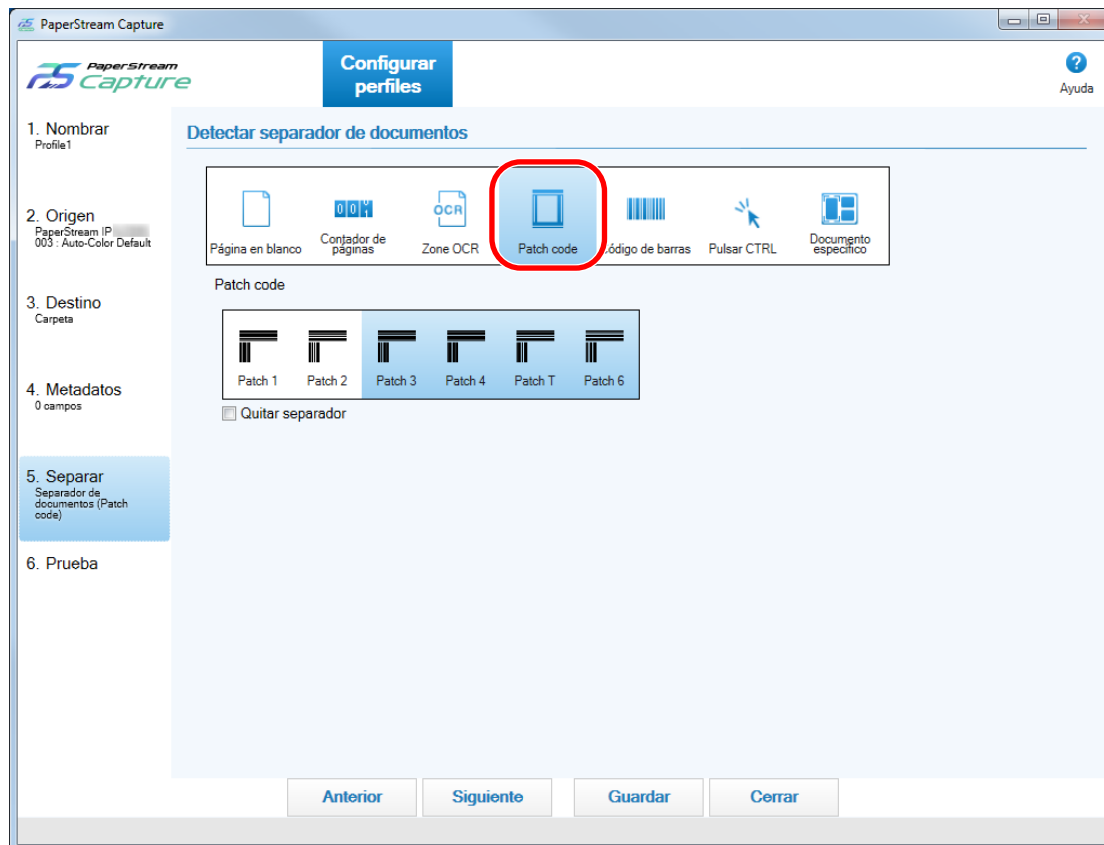 PaperStream Capture
PaperStream
Capture
Configurar
perfiles
Ayuda
1. Nombrar
Profile1
2. Origen
PaperStream IP
003 : Auto-Color Default
3. Destino
Carpeta
4. Metadatos
0 campos
5. Separar
Separador de
documentos (Patch
code)
6. Prueba
Detectar separador de documentos
Página en blanco
Contador de
páginas
OCR
Zone OCR
Patch code
Código de barras
Pulsar CTRL
Documento
específico
Patch code
Patch 1
Patch 2
Patch 3
Patch 4
Patch T
Patch 6
Quitar separador
Anterior
Siguiente
Guardar
Cerrar